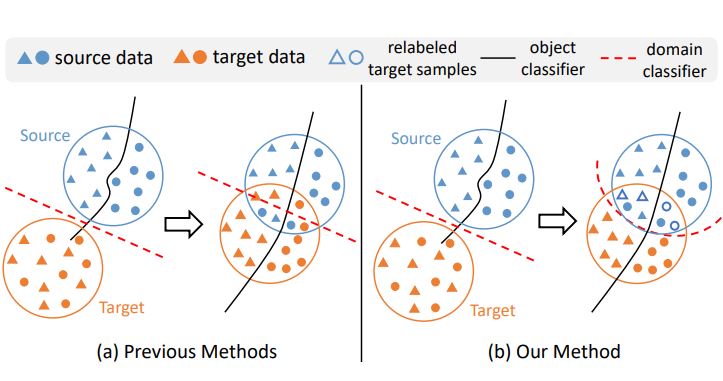 source data
target data
relabeled
target samples
object
classifier
domain
classifier
Source
Target
(a) Previous Methods
Source
Target
(b) Our Method